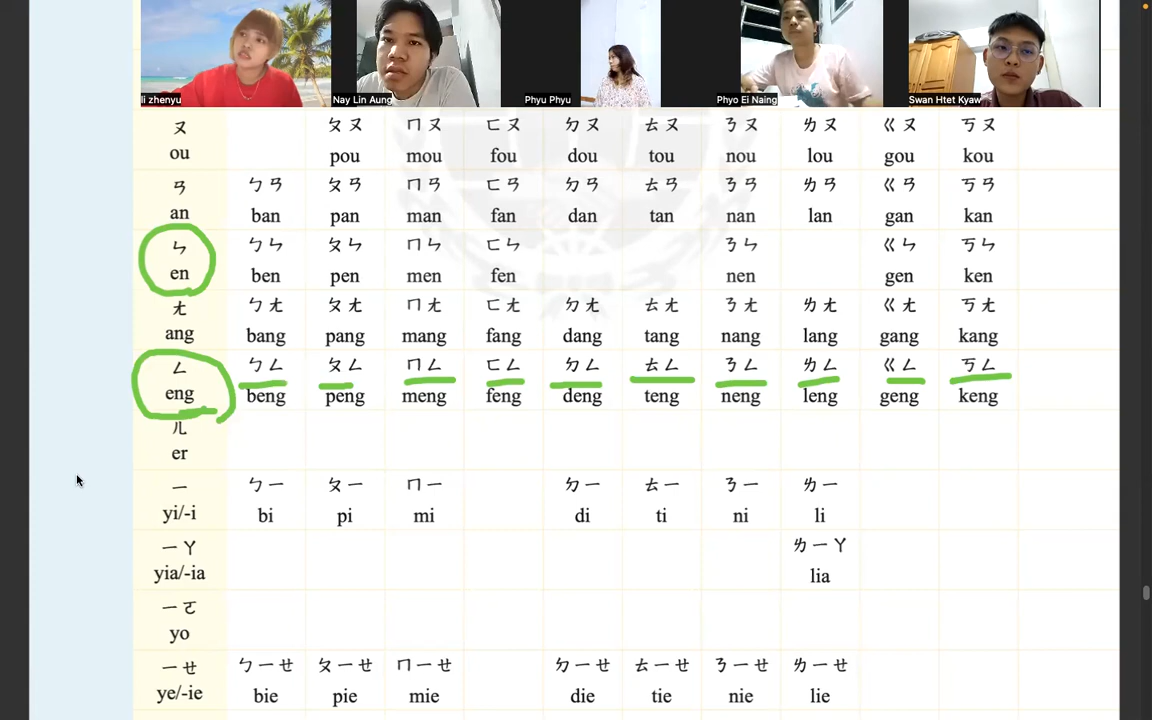 li zhenyu Nay Lin Aung Phyu Phyu Phyo Ei Naing Swan Htet Kyaw
ㄡ ㄆㄡ ㄇㄡ ㄈㄡ ㄉㄡ ㄊㄡ ㄋㄡ ㄌㄡ ㄍㄡ ㄎㄡ
ou pou mou fou dou tou nou lou gou kou
ㄢ ㄅㄢ ㄆㄢ ㄇㄢ ㄈㄢ ㄉㄢ ㄊㄢ ㄋㄢ ㄌㄢ ㄍㄢ ㄎㄢ
an ban pan man fan dan tan nan lan gan kan
ㄣ ㄅㄣ ㄆㄣ ㄇㄣ ㄈㄣ ㄋㄣ ㄍㄣ ㄎㄣ
en ben pen men fen nen gen ken
ㄤ ㄅㄤ ㄆㄤ ㄇㄤ ㄈㄤ ㄉㄤ ㄊㄤ ㄋㄤ ㄌㄤ ㄍㄤ ㄎㄤ
ang bang pang mang fang dang tang nang lang gang kang
ㄥ ㄅㄥ ㄆㄥ ㄇㄥ ㄈㄥ ㄉㄥ ㄊㄥ ㄋㄥ ㄌㄥ ㄍㄥ ㄎㄥ
eng beng peng meng feng deng teng neng leng geng keng
ㄦ
er
ㄧ ㄅㄧ ㄆㄧ ㄇㄧ ㄉㄧ ㄊㄧ ㄋㄧ ㄌㄧ
yi/-i bi pi mi di ti ni li
ㄧㄚ ㄌㄧㄚ
yia/-ia lia
ㄧㄛ
yo
ㄧㄝ ㄅㄧㄝ ㄆㄧㄝ ㄇㄧㄝ ㄉㄧㄝ ㄊㄧㄝ ㄋㄧㄝ ㄌㄧㄝ
ye/-ie bie pie mie die tie nie lie